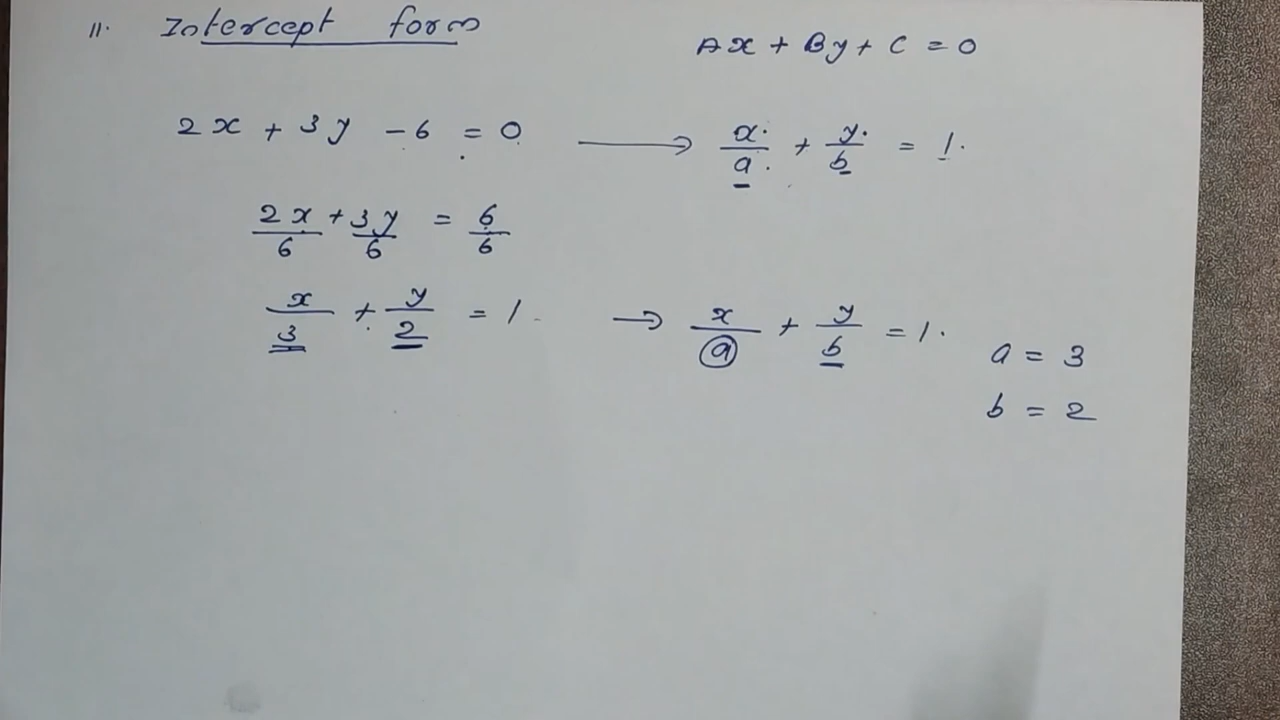 11. Intercept form
Ax + By + C = 0
2x + 3y - 6 = 0 → x/a + y/b = 1.
2x/6 + 3y/6 = 6/6
x/3 + y/2 = 1 → x/a + y/b = 1.
a = 3
b = 2